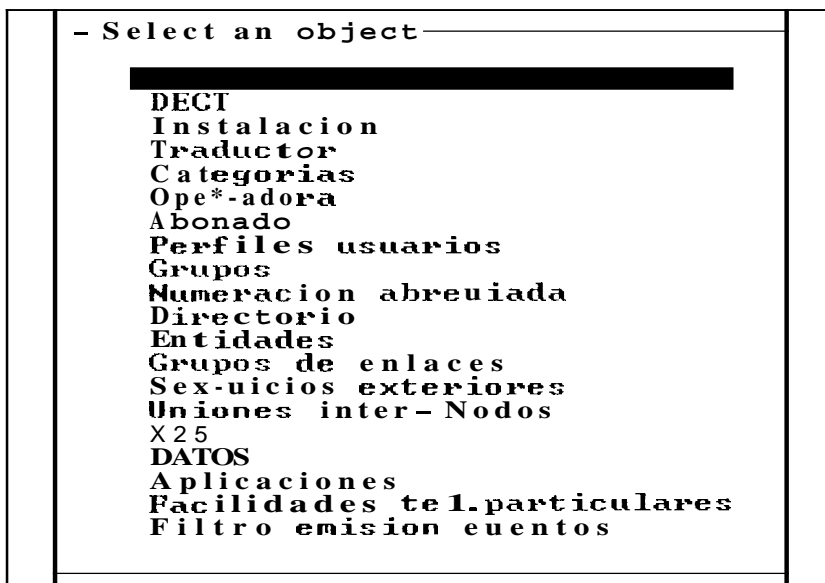 – Select an object
DECT
Instalacion
Traductor
Categorias
Ope*-adora
Abonado
Perfiles usuarios
Grupos
Numeracion abreuiada
Directorio
Entidades
Grupos de enlaces
Sex-uicios exteriores
Uniones inter–Nodos
X25
DATOS
Aplicaciones
Facilidades te1.particulares
Filtro emision euentos